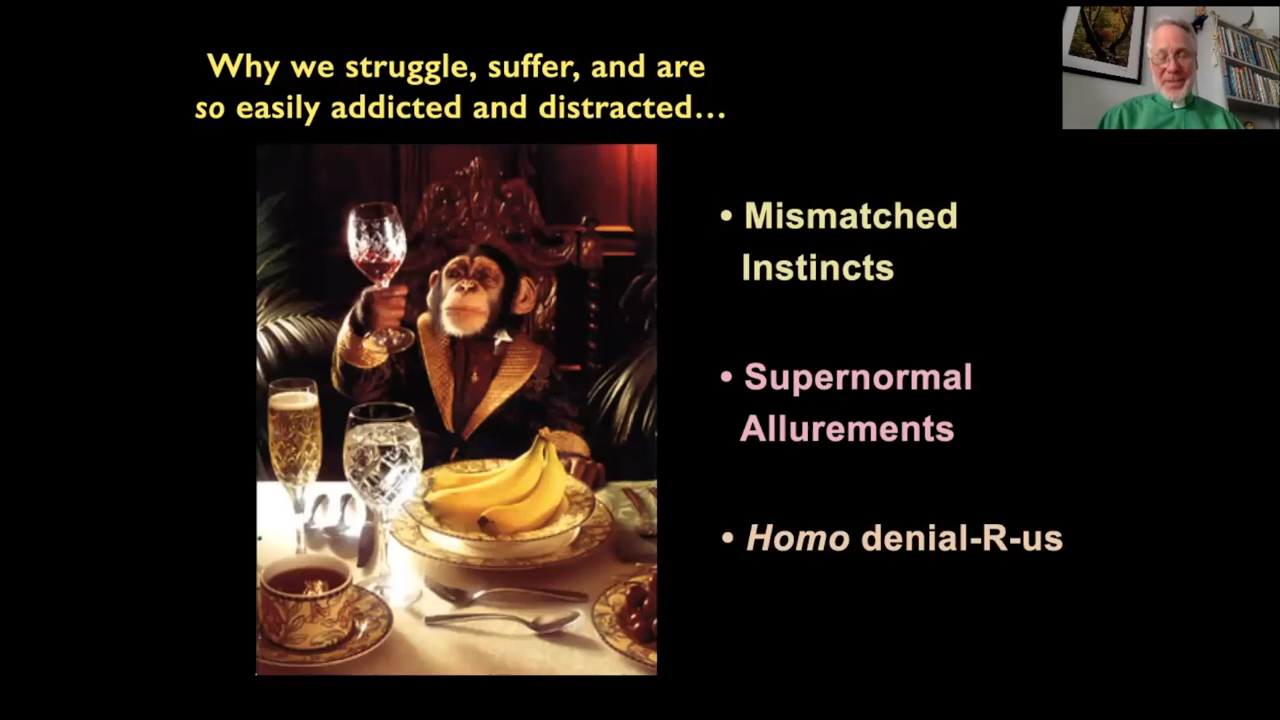 Why we struggle, suffer, and are
so easily addicted and distracted…
• Mismatched
Instincts
• Supernormal
Allurements
• Homo denial-R-us